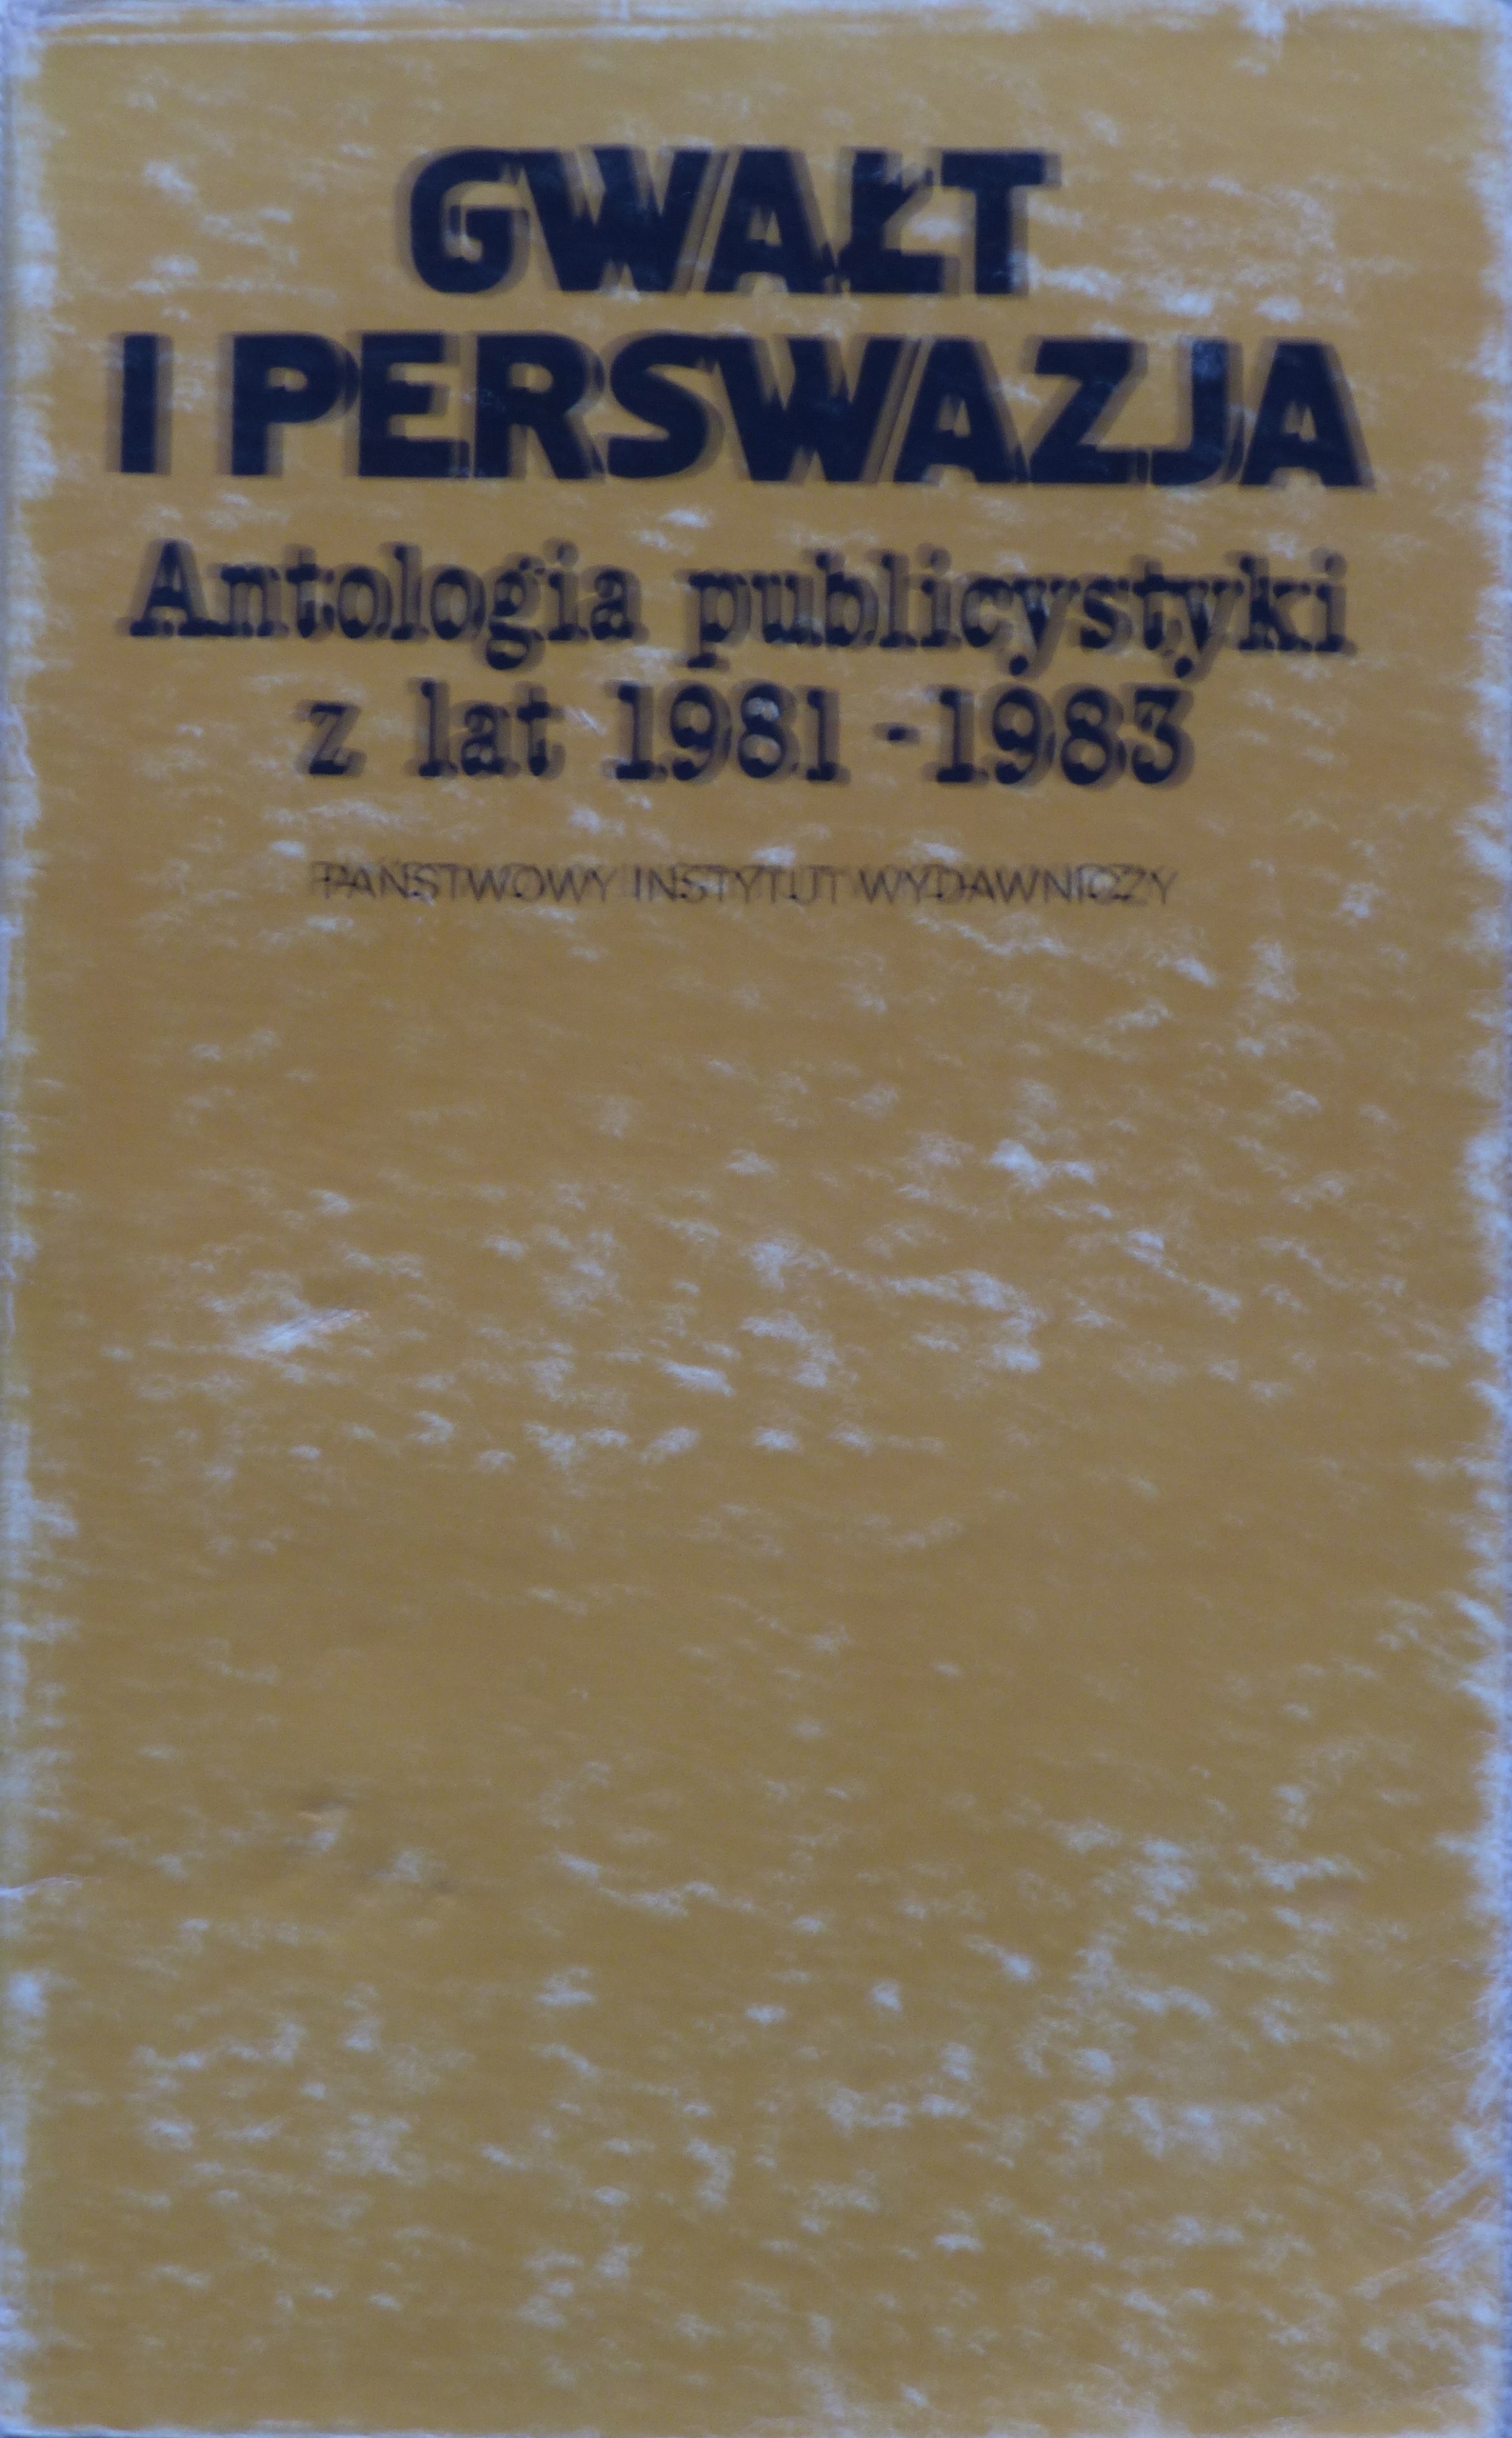 GWAŁT
I PERSWAZJA
Antologia publicystyki
z lat 1981 - 1983
PAŃSTWOWY INSTYTUT WYDAWNICZY